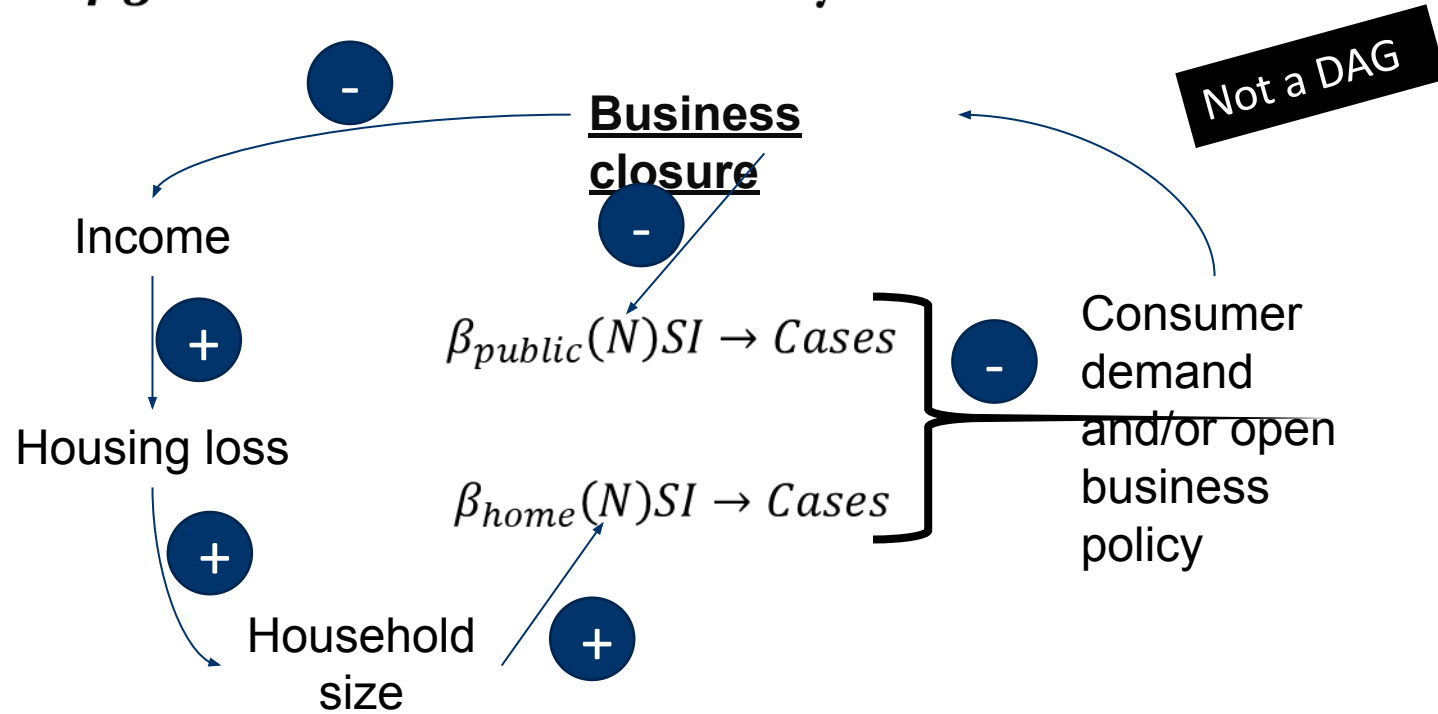 Not a DAG
-
Business
closure
-
Income
+
β_public(N)SI → Cases
-
Consumer
demand
and/or open
business
policy
Housing loss
β_home(N)SI → Cases
+
Household
size
+